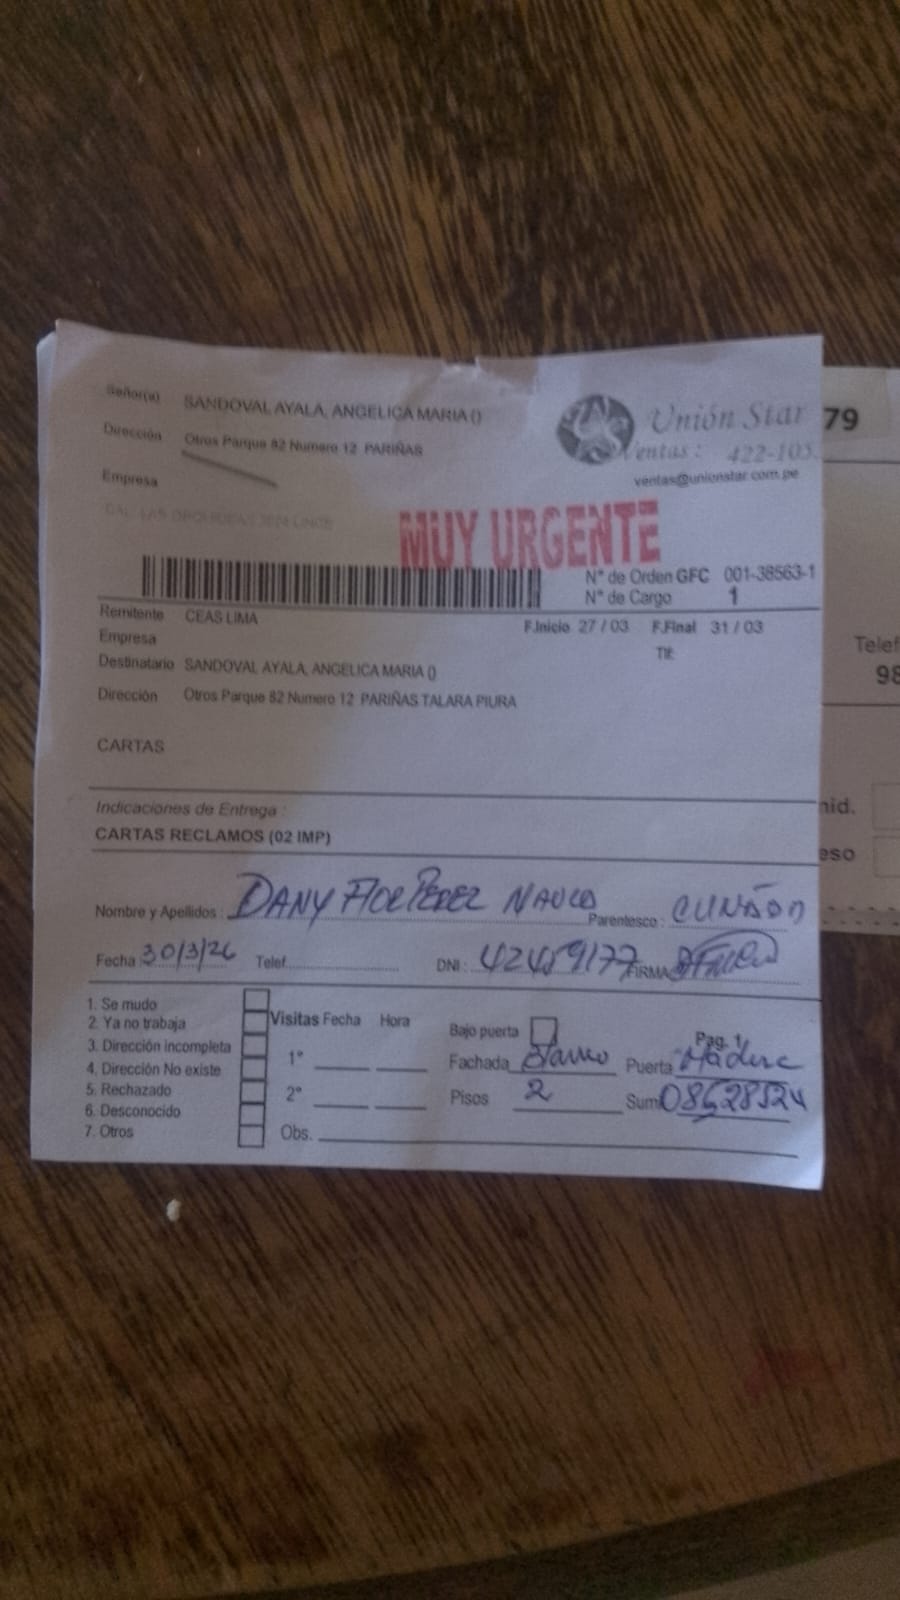 Señor(a) SANDOVAL AYALA, ANGELICA MARIA ()
Dirección Otros Parque 82 Numero 12 PARIÑAS
Empresa
Unión Star
Ventas : 422-105
ventas@unionstar.com.pe
79
CAL. LAS ORQUIDEAS LINCE
MUY URGENTE
N° de Orden GFC 001-38563-1
N° de Cargo 1
Remitente CEAS LIMA
F.Inicio 27 / 03 F.Final 31 / 03
Empresa
Destinatario SANDOVAL AYALA, ANGELICA MARIA ()
Dirección Otros Parque 82 Numero 12 PARIÑAS TALARA PIURA
Telef
98
CARTAS
Indicaciones de Entrega :
CARTAS RECLAMOS (02 IMP)
nid.
eso
Nombre y Apellidos : DANY FLOR PEREZ Parentesco :
Fecha : 30/3/26 Telef. DNI : 42459177 FIRMA
1. Se mudo
2. Ya no trabaja
3. Dirección incompleta
4. Dirección No existe
5. Rechazado
6. Desconocido
7. Otros
Visitas Fecha Hora
1°
2°
Obs.
Bajo puerta
Pag. 1
Fachada Puerta
Pisos 2 Sum